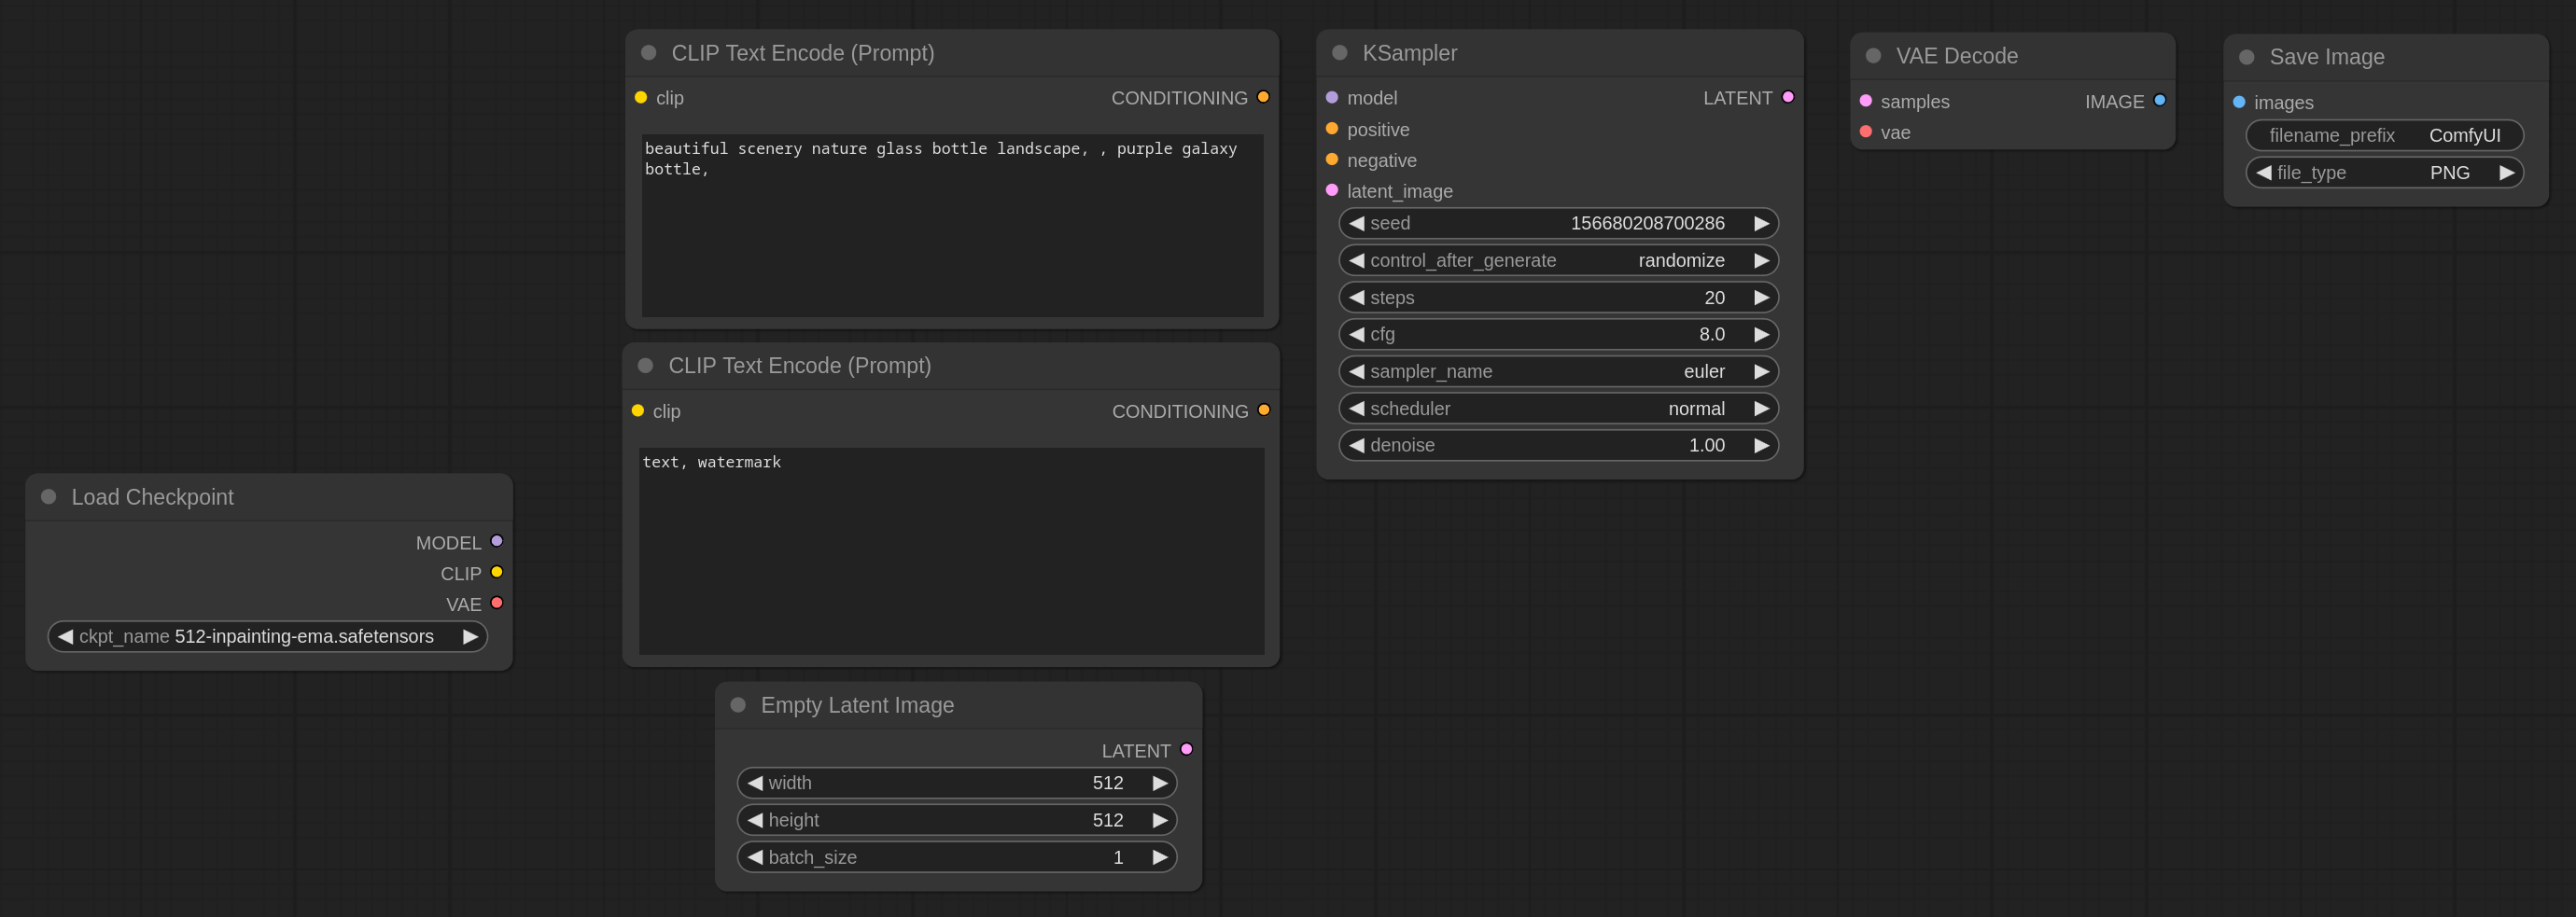 CLIP Text Encode (Prompt)
clip CONDITIONING
beautiful scenery nature glass bottle landscape, , purple galaxy
bottle,
CLIP Text Encode (Prompt)
clip CONDITIONING
text, watermark
Load Checkpoint
MODEL
CLIP
VAE
ckpt_name 512-inpainting-ema.safetensors
Empty Latent Image
LATENT
width 512
height 512
batch_size 1
KSampler
model LATENT
positive
negative
latent_image
seed 156680208700286
control_after_generate randomize
steps 20
cfg 8.0
sampler_name euler
scheduler normal
denoise 1.00
VAE Decode
samples IMAGE
vae
Save Image
images
filename_prefix ComfyUI
file_type PNG